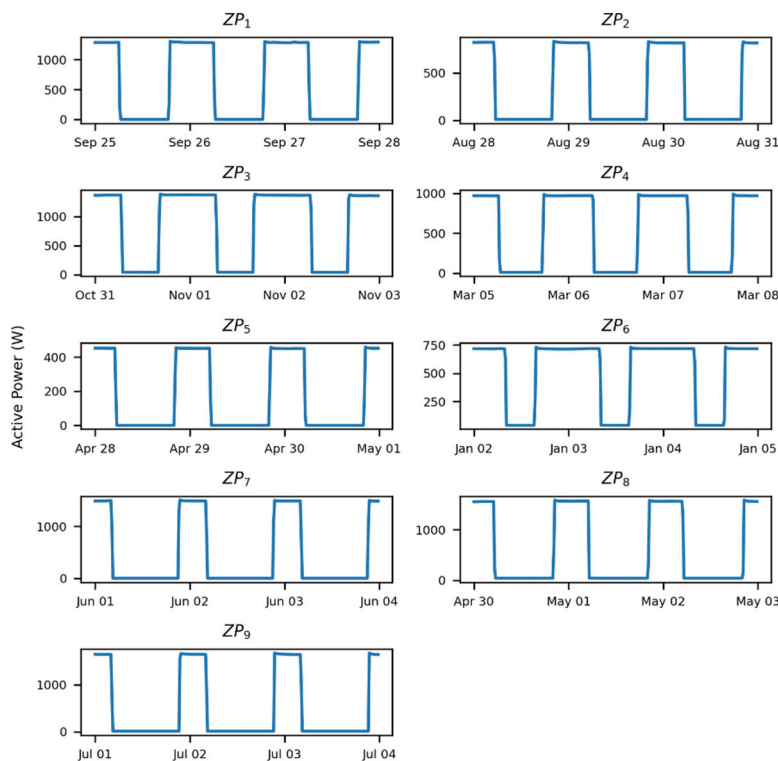 ZP1
ZP2
1000
500
0
500
0
Sep 25 Sep 26 Sep 27 Sep 28
Aug 28 Aug 29 Aug 30 Aug 31
ZP3
ZP4
1000
500
0
1000
500
0
Oct 31 Nov 01 Nov 02 Nov 03
Mar 05 Mar 06 Mar 07 Mar 08
Active Power (W)
ZP5
ZP6
400
200
0
750
500
250
Apr 28 Apr 29 Apr 30 May 01
Jan 02 Jan 03 Jan 04 Jan 05
ZP7
ZP8
1000
0
1000
0
Jun 01 Jun 02 Jun 03 Jun 04
Apr 30 May 01 May 02 May 03
ZP9
1000
0
Jul 01 Jul 02 Jul 03 Jul 04